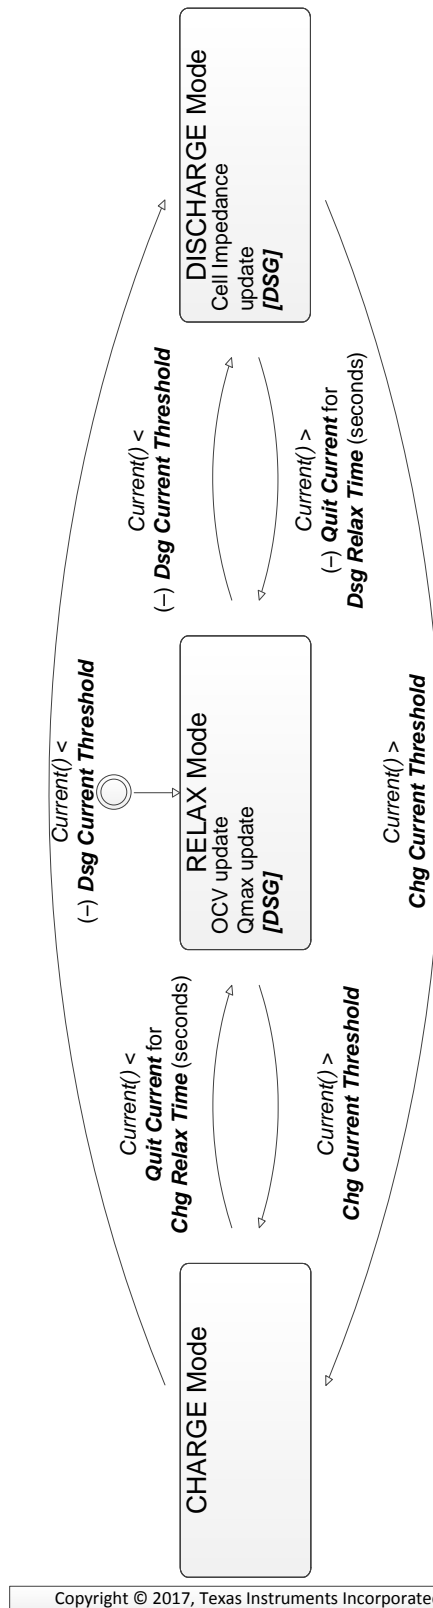 CHARGE Mode
Current() <
Quit Current for
Chg Relax Time (seconds)
Current() >
Chg Current Threshold
Current() <
(–) Dsg Current Threshold
RELAX Mode
OCV update
Qmax update
[DSG]
Current() >
Chg Current Threshold
Current() <
(–) Dsg Current Threshold
Current() >
(–) Quit Current for
Dsg Relax Time (seconds)
DISCHARGE Mode
Cell Impedance
update
[DSG]
Copyright © 2017, Texas Instruments Incorporated